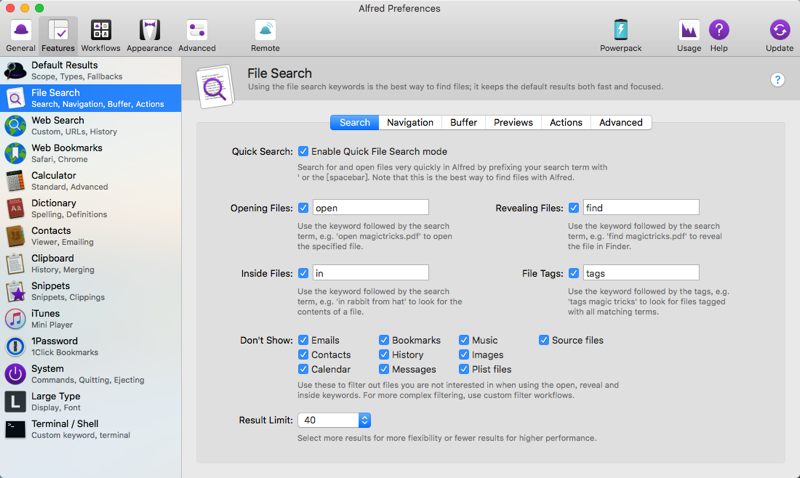 Alfred Preferences
General
Features
Workflows
Appearance
Advanced
Remote
Powerpack
Usage
Help
Update
Default Results
Scope, Types, Fallbacks
File Search
Search, Navigation, Buffer, Actions
Web Search
Custom, URLs, History
Web Bookmarks
Safari, Chrome
Calculator
Standard, Advanced
Dictionary
Spelling, Definitions
Contacts
Viewer, Emailing
Clipboard
History, Merging
Snippets
Snippets, Clippings
iTunes
Mini Player
1Password
1Click Bookmarks
System
Commands, Quitting, Ejecting
Large Type
Display, Font
Terminal / Shell
Custom keyword, terminal
File Search
Using the file search keywords is the best way to find files; it keeps the default results both fast and focused.
?
Search
Navigation
Buffer
Previews
Actions
Advanced
Quick Search: Enable Quick File Search mode
Search for and open files very quickly in Alfred by prefixing your search term with
' or the [spacebar]. Note that this is the best way to find files with Alfred.
Opening Files: open
Use the keyword followed by the search
term, e.g. 'open magictricks.pdf' to open
the specified file.
Revealing Files: find
Use the keyword followed by the search
term, e.g. 'find magictricks.pdf' to reveal
the file in Finder.
Inside Files: in
Use the keyword followed by the search
term, e.g. 'in rabbit from hat' to look for the
contents of a file.
File Tags: tags
Use the keyword followed by the tags, e.g.
'tags magic tricks' to look for files tagged
with all matching terms.
Don't Show: Emails Bookmarks Music Source files
Contacts History Images
Calendar Messages Plist files
Use these to filter out files you are not interested in when using the open, reveal and
inside keywords. For more complex filtering, use custom filter workflows.
Result Limit: 40
Select more results for more flexibility or fewer results for higher performance.